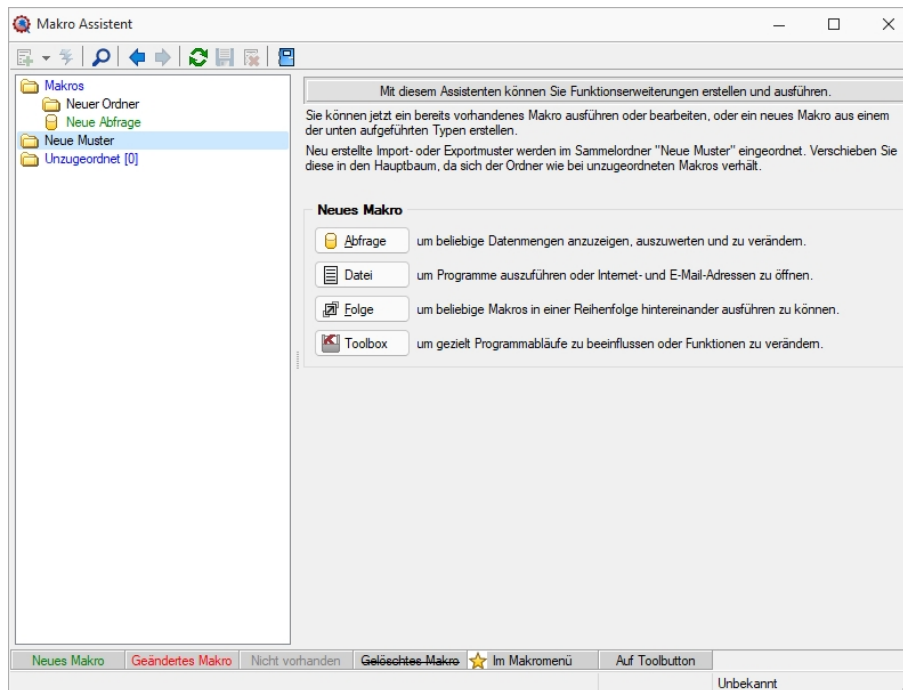 Makro Assistent
Makros
Neuer Ordner
Neue Abfrage
Neue Muster
Unzugeordnet [0]
Mit diesem Assistenten können Sie Funktionserweiterungen erstellen und ausführen.
Sie können jetzt ein bereits vorhandenes Makro ausführen oder bearbeiten, oder ein neues Makro aus einem
der unten aufgeführten Typen erstellen.
Neu erstellte Import- oder Exportmuster werden im Sammelordner "Neue Muster" eingeordnet. Verschieben Sie
diese in den Hauptbaum, da sich der Ordner wie bei unzugeordneten Makros verhält.
Neues Makro
Abfrage um beliebige Datenmengen anzuzeigen, auszuwerten und zu verändern.
Datei um Programme auszuführen oder Internet- und E-Mail-Adressen zu öffnen.
Folge um beliebige Makros in einer Reihenfolge hintereinander ausführen zu können.
Toolbox um gezielt Programmabläufe zu beeinflussen oder Funktionen zu verändern.
Neues Makro Geändertes Makro Nicht vorhanden Gelöschtes Makro Im Makromenü Auf Toolbutton
Unbekannt